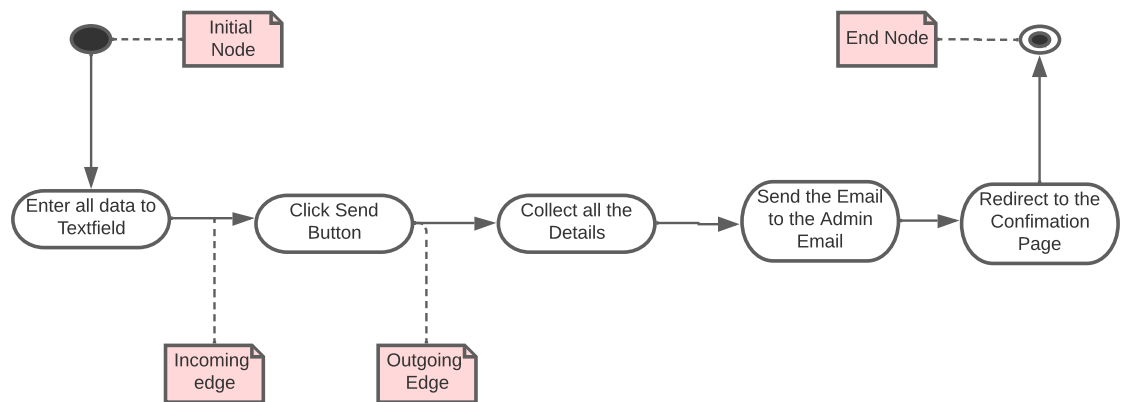 Initial
Node
End Node
Enter all data to
Textfield
Click Send
Button
Collect all the
Details
Send the Email
to the Admin
Email
Redirect to the
Confimation
Page
Incoming
edge
Outgoing
Edge